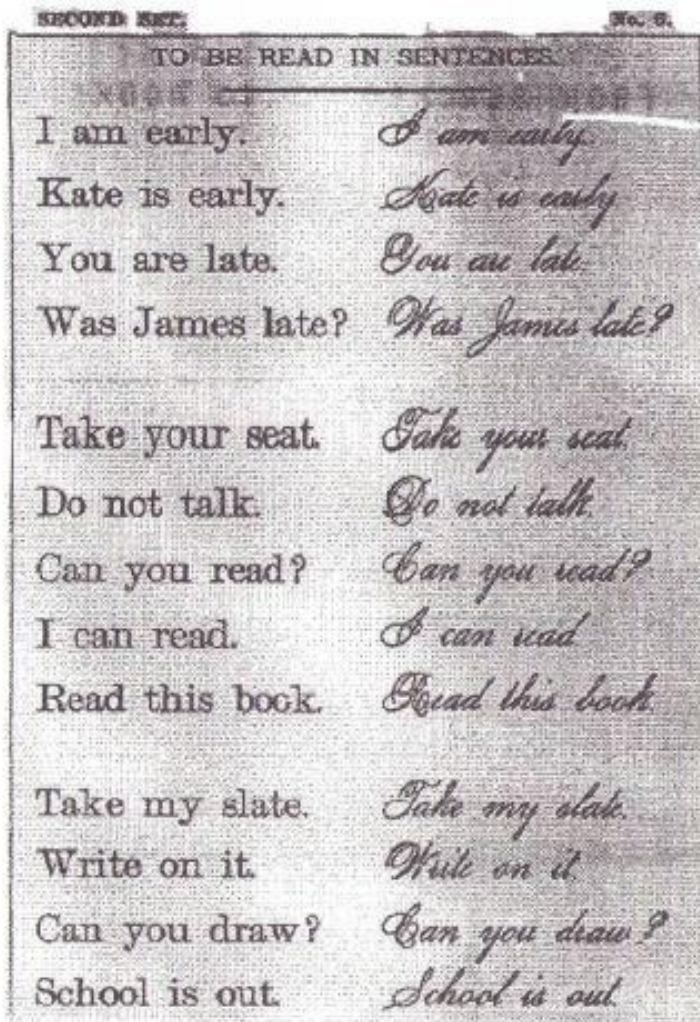 SECOND SET. No. 6.
TO BE READ IN SENTENCES.
I am early. I am early.
Kate is early. Kate is early
You are late. You are late.
Was James late? Was James late?
Take your seat. Take your seat.
Do not talk. Do not talk.
Can you read? Can you read?
I can read. I can read
Read this book. Read this book.
Take my slate. Take my slate.
Write on it. Write on it.
Can you draw? Can you draw?
School is out. School is out.